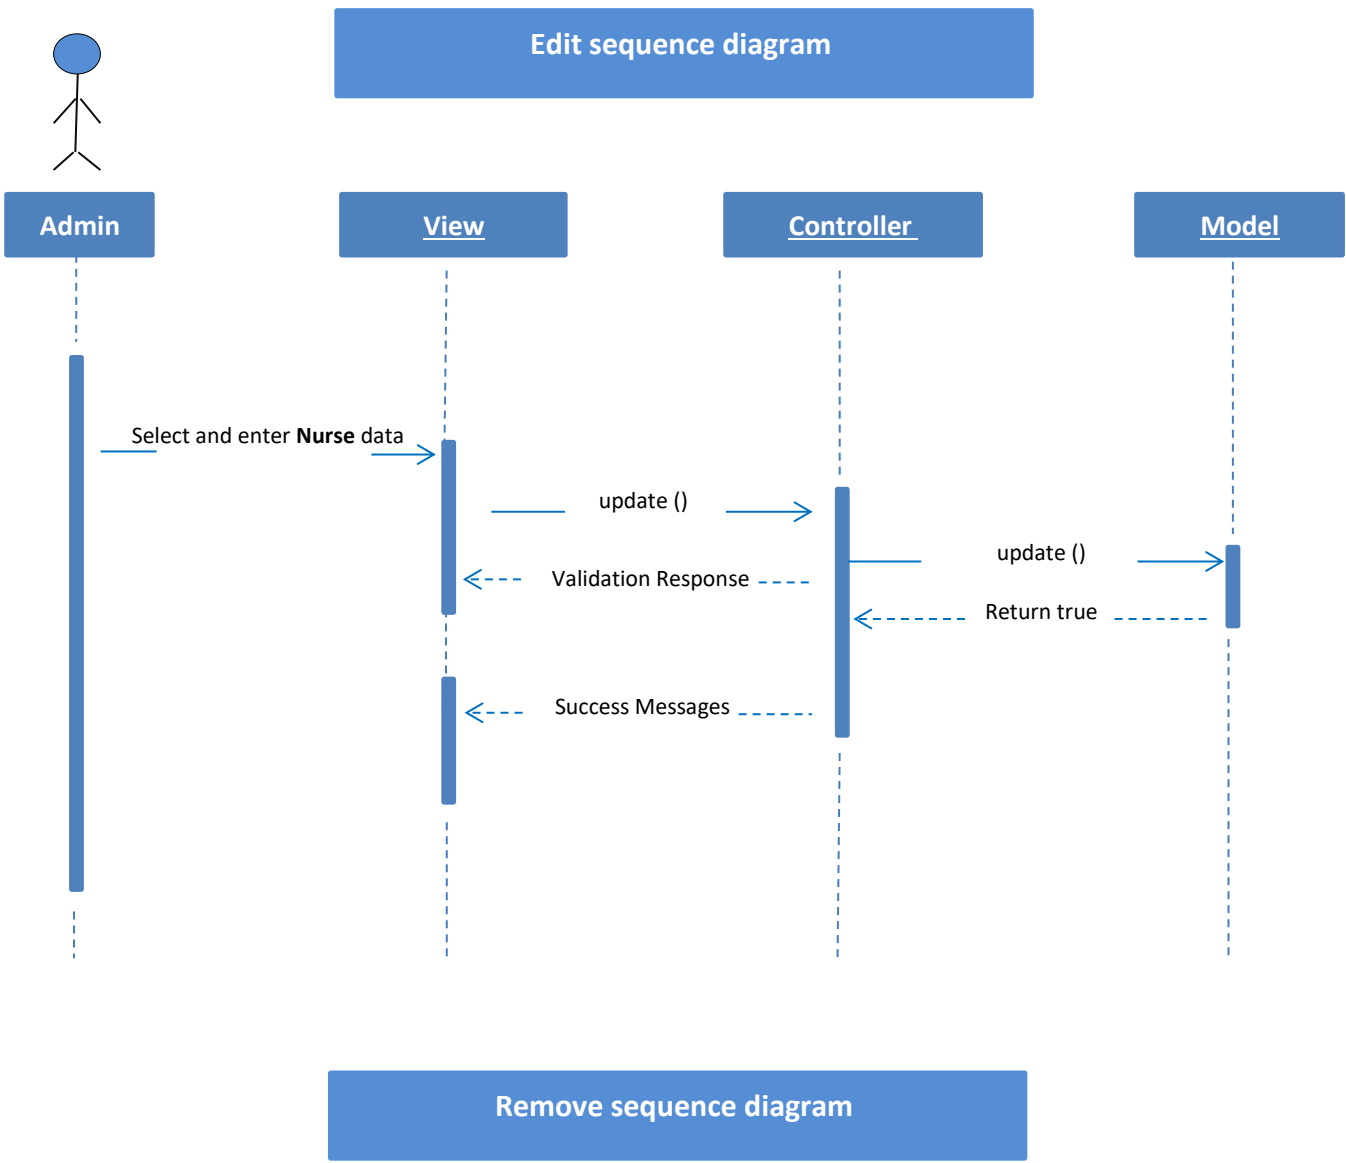 Edit sequence diagram
Admin
View
Controller
Model
Select and enter Nurse data
update ()
update ()
Validation Response
Return true
Success Messages
Remove sequence diagram